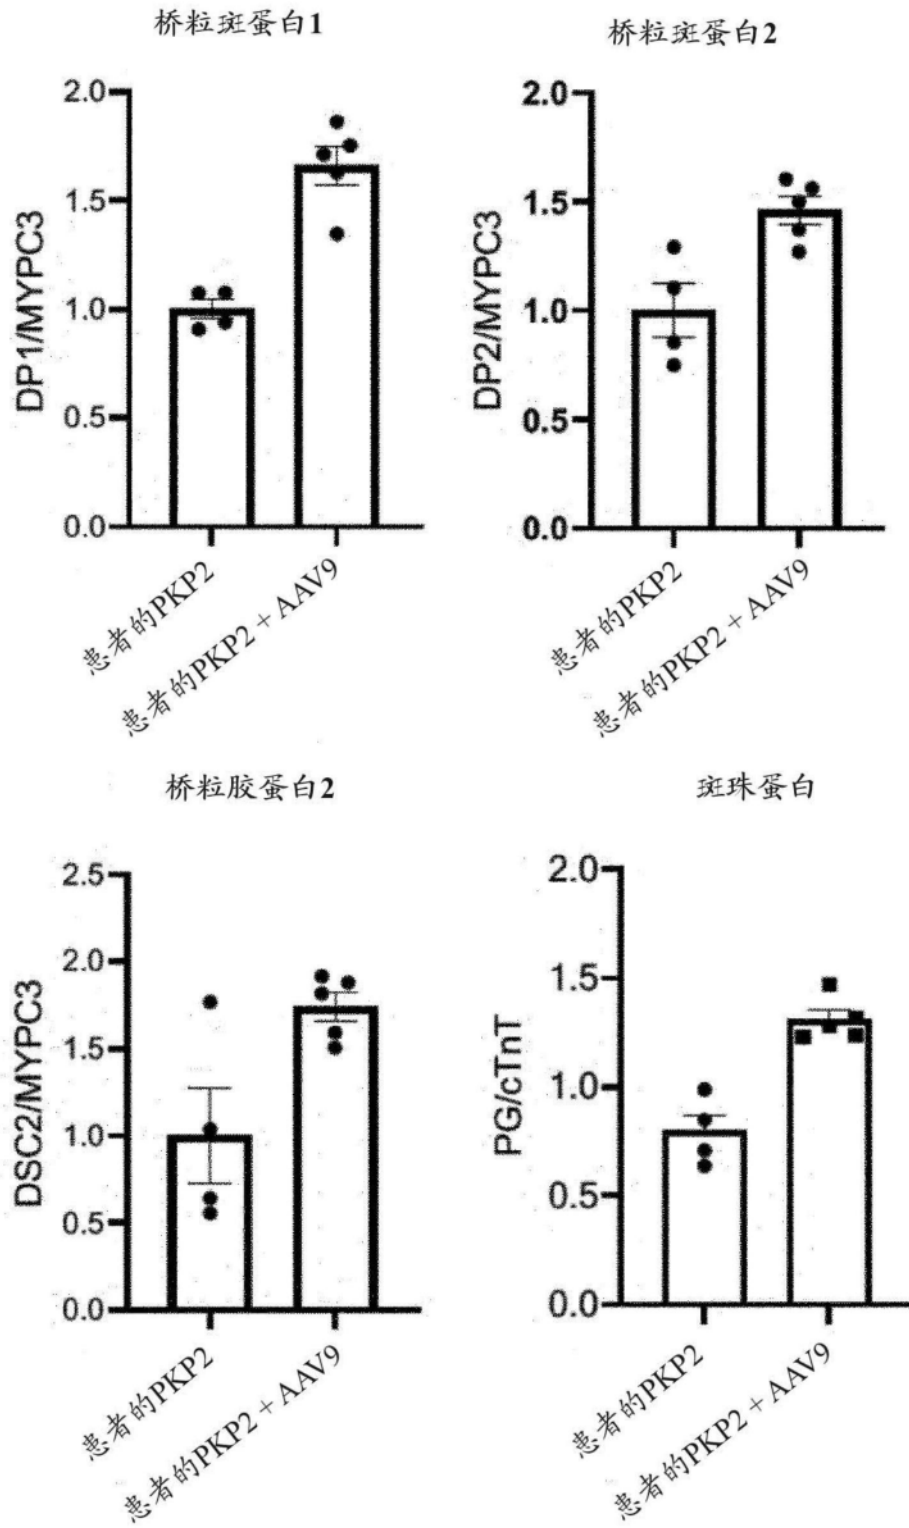 桥粒斑蛋白1
DP1/MYPC3
2.0
1.5
1.0
0.5
0.0
患者的PKP2
患者的PKP2 + AAV9
桥粒斑蛋白2
DP2/MYPC3
2.0
1.5
1.0
0.5
0.0
患者的PKP2
患者的PKP2 + AAV9
桥粒胶蛋白2
DSC2/MYPC3
2.5
2.0
1.5
1.0
0.5
0.0
患者的PKP2
患者的PKP2 + AAV9
斑珠蛋白
PG/cTnT
2.0
1.5
1.0
0.5
0.0
患者的PKP2
患者的PKP2 + AAV9